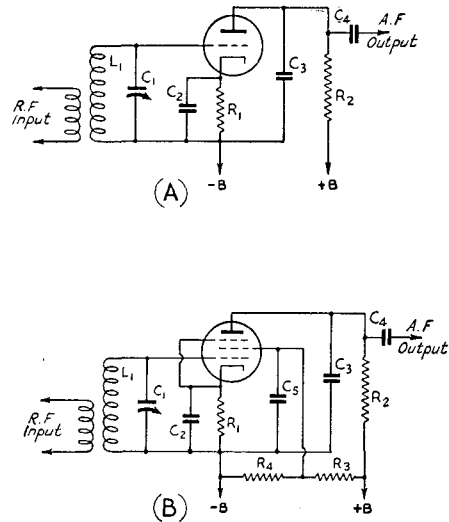 C4
A.F
Output
L1
C1
C2
R1
C3
R2
R.F
Input
-B
+B
(A)
C4
A.F
Output
L1
C1
C2
R1
C5
C3
R2
R.F
Input
R4
R3
-B
+B
(B)